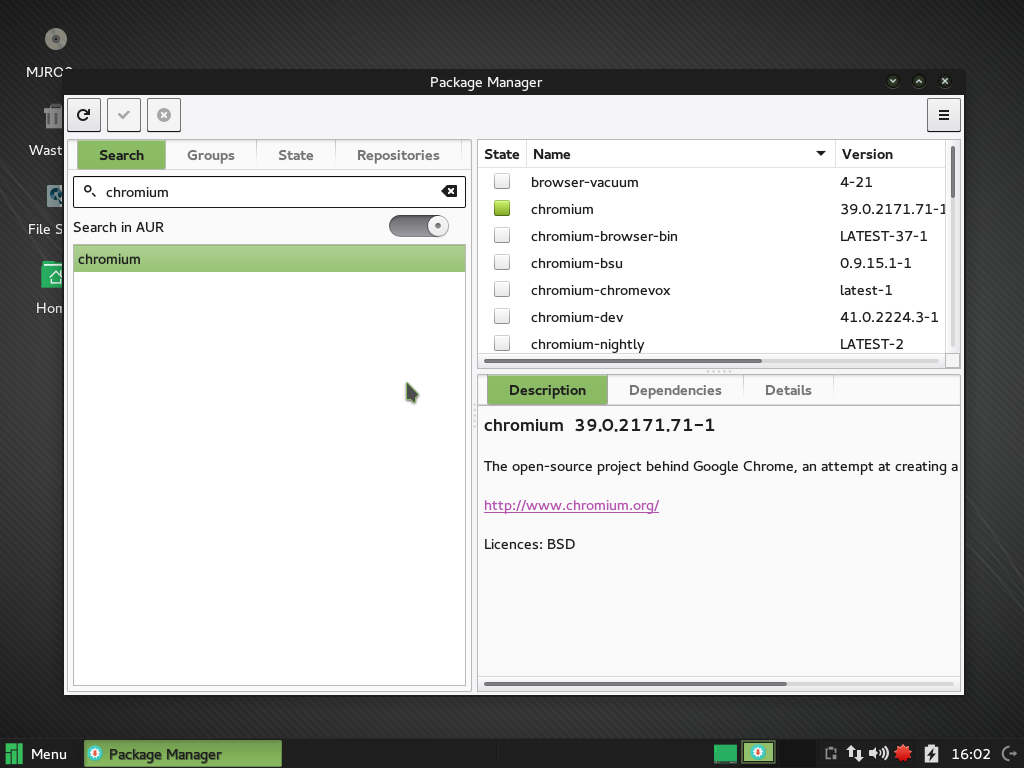 MJRO
Package Manager
Wast
File S
Hom
Search Groups State Repositories
chromium
Search in AUR
chromium
State Name Version
browser-vacuum 4-21
chromium 39.0.2171.71-1
chromium-browser-bin LATEST-37-1
chromium-bsu 0.9.15.1-1
chromium-chromevox latest-1
chromium-dev 41.0.2224.3-1
chromium-nightly LATEST-2
Description Dependencies Details
chromium 39.0.2171.71-1
The open-source project behind Google Chrome, an attempt at creating a
http://www.chromium.org/
Licences: BSD
Menu Package Manager 16:02